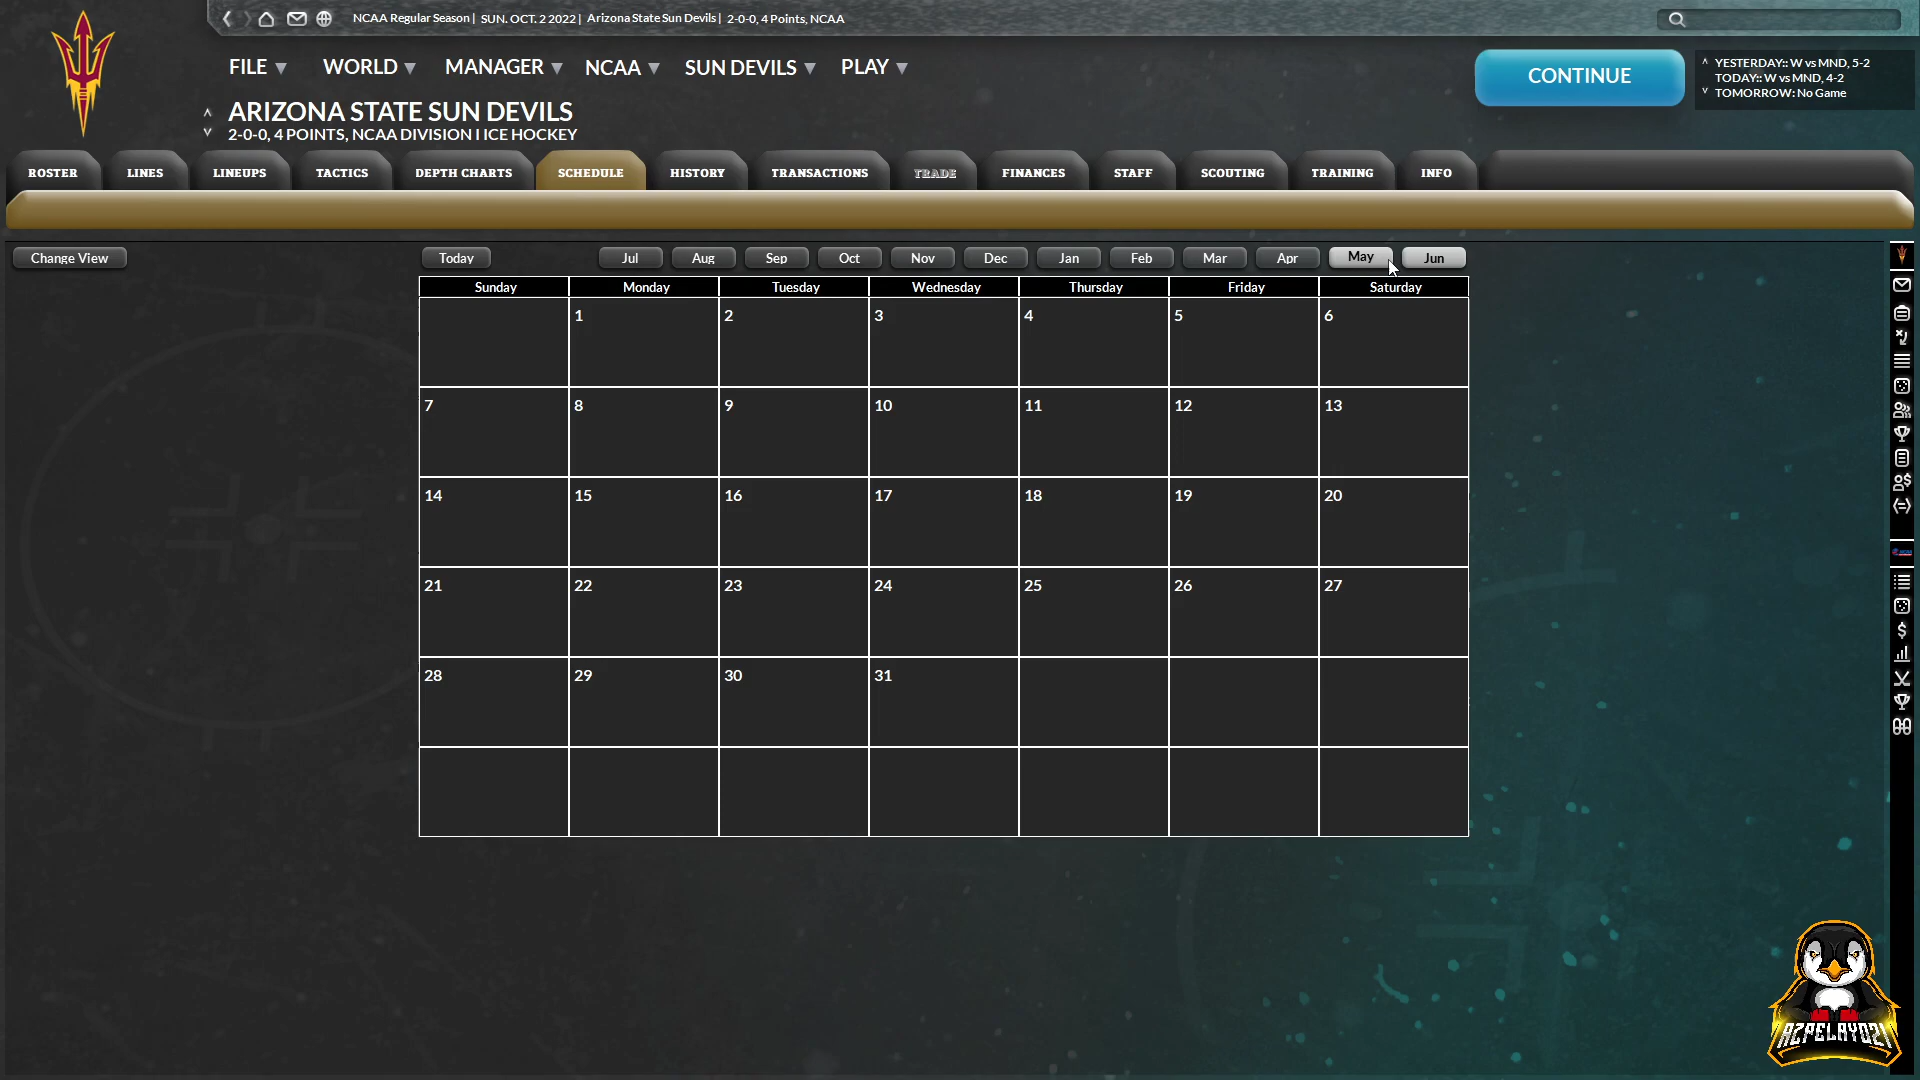 NCAA Regular Season | SUN. OCT. 2 2022 | Arizona State Sun Devils | 2-0-0, 4 Points, NCAA
FILE WORLD MANAGER NCAA SUN DEVILS PLAY
CONTINUE
YESTERDAY:: W vs MND, 5-2
TODAY:: W vs MND, 4-2
TOMORROW: No Game
ARIZONA STATE SUN DEVILS
2-0-0, 4 POINTS, NCAA DIVISION I ICE HOCKEY
ROSTER LINES LINEUPS TACTICS DEPTH CHARTS SCHEDULE HISTORY TRANSACTIONS TRADE FINANCES STAFF SCOUTING TRAINING INFO
Change View Today Jul Aug Sep Oct Nov Dec Jan Feb Mar Apr May Jun
Sunday Monday Tuesday Wednesday Thursday Friday Saturday
1 2 3 4 5 6
7 8 9 10 11 12 13
14 15 16 17 18 19 20
21 22 23 24 25 26 27
28 29 30 31
AZPELAYO21